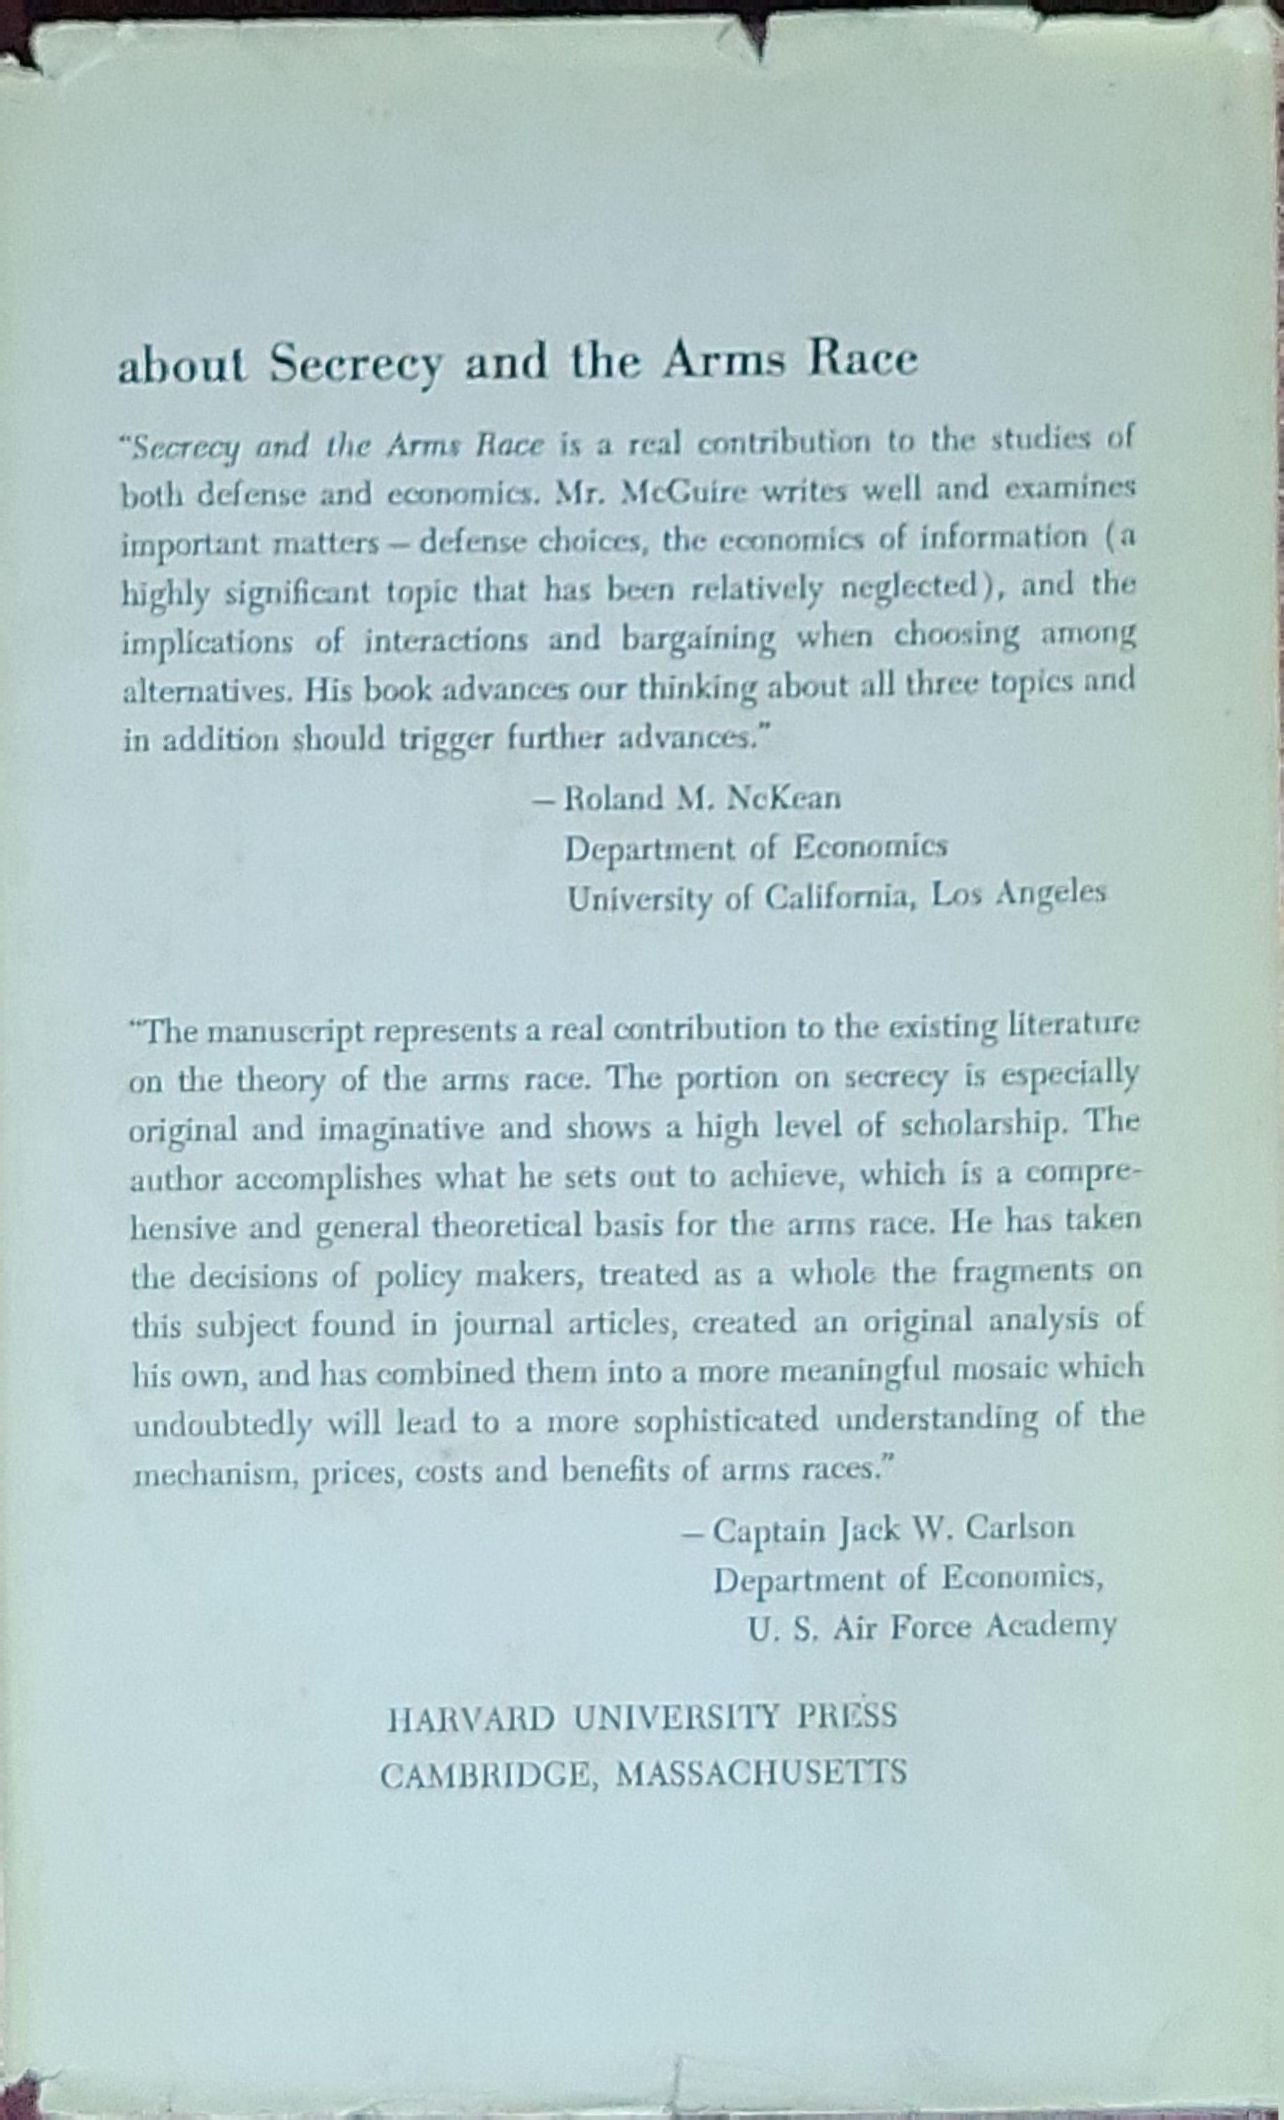 about Secrecy and the Arms Race
“Secrecy and the Arms Race is a real contribution to the studies of
both defense and economics. Mr. McGuire writes well and examines
important matters – defense choices, the economics of information (a
highly significant topic that has been relatively neglected), and the
implications of interactions and bargaining when choosing among
alternatives. His book advances our thinking about all three topics and
in addition should trigger further advances.”
– Roland M. NcKean
Department of Economics
University of California, Los Angeles
“The manuscript represents a real contribution to the existing literature
on the theory of the arms race. The portion on secrecy is especially
original and imaginative and shows a high level of scholarship. The
author accomplishes what he sets out to achieve, which is a compre-
hensive and general theoretical basis for the arms race. He has taken
the decisions of policy makers, treated as a whole the fragments on
this subject found in journal articles, created an original analysis of
his own, and has combined them into a more meaningful mosaic which
undoubtedly will lead to a more sophisticated understanding of the
mechanism, prices, costs and benefits of arms races.”
– Captain Jack W. Carlson
Department of Economics,
U. S. Air Force Academy
HARVARD UNIVERSITY PRESS
CAMBRIDGE, MASSACHUSETTS